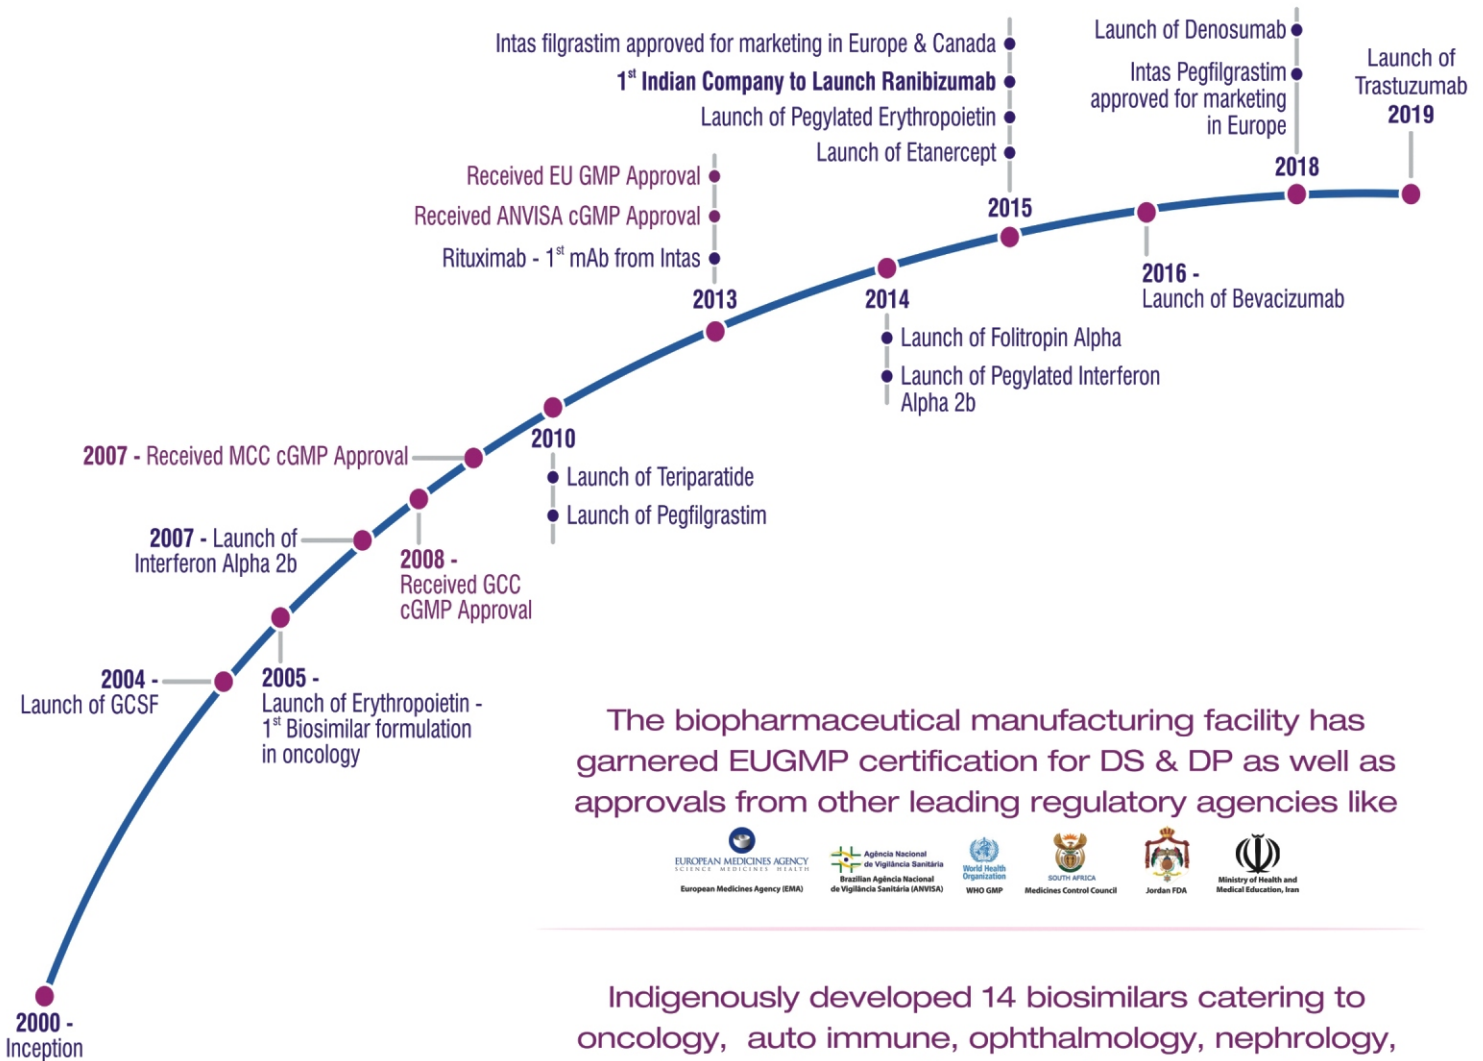 Intas filgrastim approved for marketing in Europe & Canada
1st Indian Company to Launch Ranibizumab
Launch of Pegylated Erythropoietin
Launch of Etanercept
2015
Launch of Denosumab
Intas Pegfilgrastim
approved for marketing
in Europe
2018
Launch of
Trastuzumab
2019
Received EU GMP Approval
Received ANVISA cGMP Approval
Rituximab - 1st mAb from Intas
2013
2014
Launch of Folitropin Alpha
Launch of Pegylated Interferon
Alpha 2b
2016 -
Launch of Bevacizumab
2007 - Received MCC cGMP Approval
2010
Launch of Teriparatide
Launch of Pegfilgrastim
2007 - Launch of
Interferon Alpha 2b
2008 -
Received GCC
cGMP Approval
2004 -
Launch of GCSF
2005 -
Launch of Erythropoietin -
1st Biosimilar formulation
in oncology
2000 -
Inception
The biopharmaceutical manufacturing facility has
garnered EUGMP certification for DS & DP as well as
approvals from other leading regulatory agencies like
EUROPEAN MEDICINES AGENCY
SCIENCE MEDICINES HEALTH
European Medicines Agency (EMA)
Agência Nacional
de Vigilância Sanitária
Brazilian Agência Nacional
de Vigilância Sanitária (ANVISA)
World Health
Organization
WHO GMP
SOUTH AFRICA
Medicines Control Council
Jordan FDA
Ministry of Health and
Medical Education, Iran
Indigenously developed 14 biosimilars catering to
oncology, auto immune, ophthalmology, nephrology,